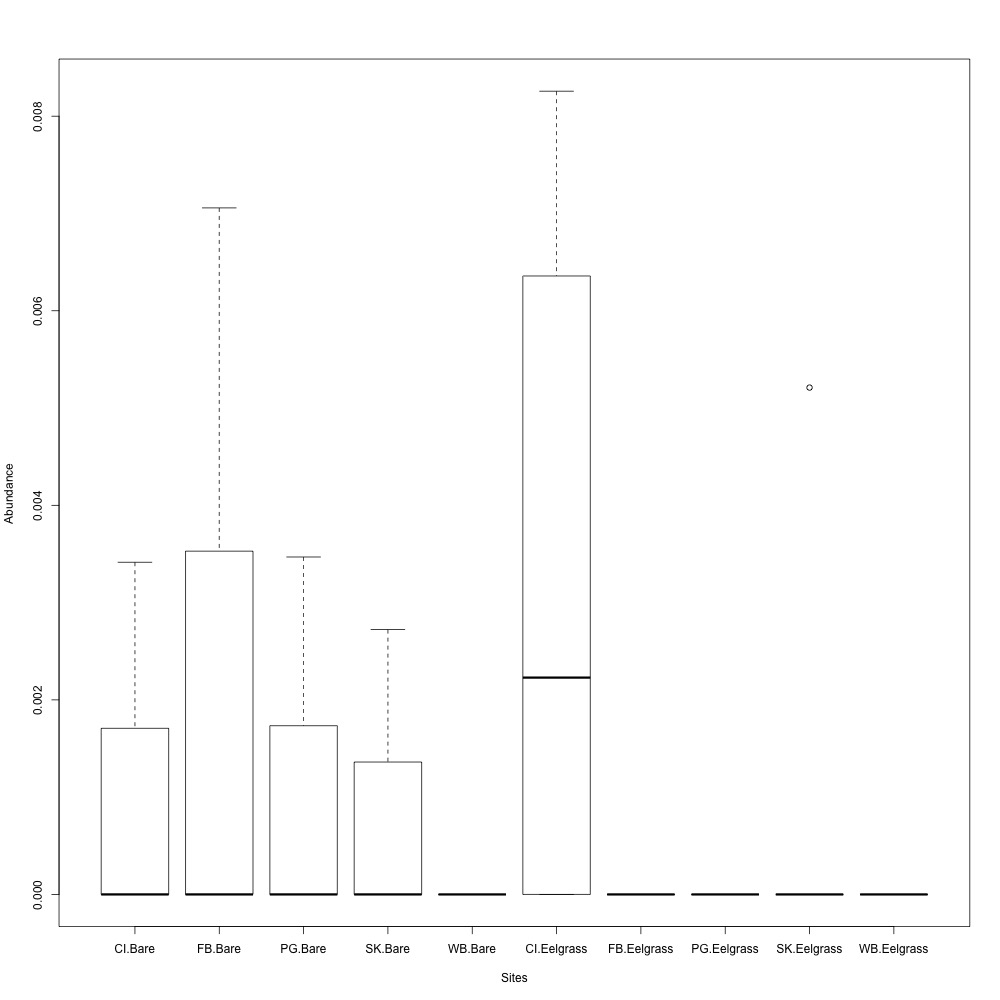 Abundance
0.008
0.006
0.004
0.002
0.000
CI.Bare FB.Bare PG.Bare SK.Bare WB.Bare CI.Eelgrass FB.Eelgrass PG.Eelgrass SK.Eelgrass WB.Eelgrass
Sites